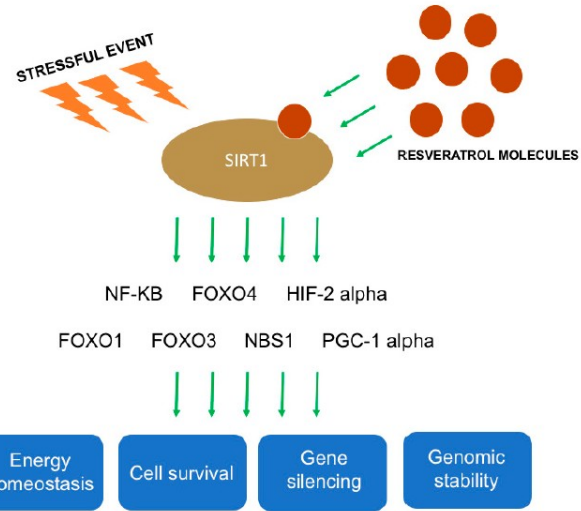 STRESSFUL EVENT
SIRT1
RESVERATROL MOLECULES
NF-KB FOXO4 HIF-2 alpha
FOXO1 FOXO3 NBS1 PGC-1 alpha
Energy
omeostasis
Cell survival
Gene
silencing
Genomic
stability